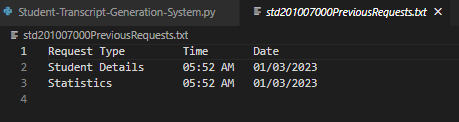 Student-Transcript-Generation-System.py std201007000PreviousRequests.txt
std201007000PreviousRequests.txt
1 Request Type Time Date
2 Student Details 05:52 AM 01/03/2023
3 Statistics 05:52 AM 01/03/2023
4